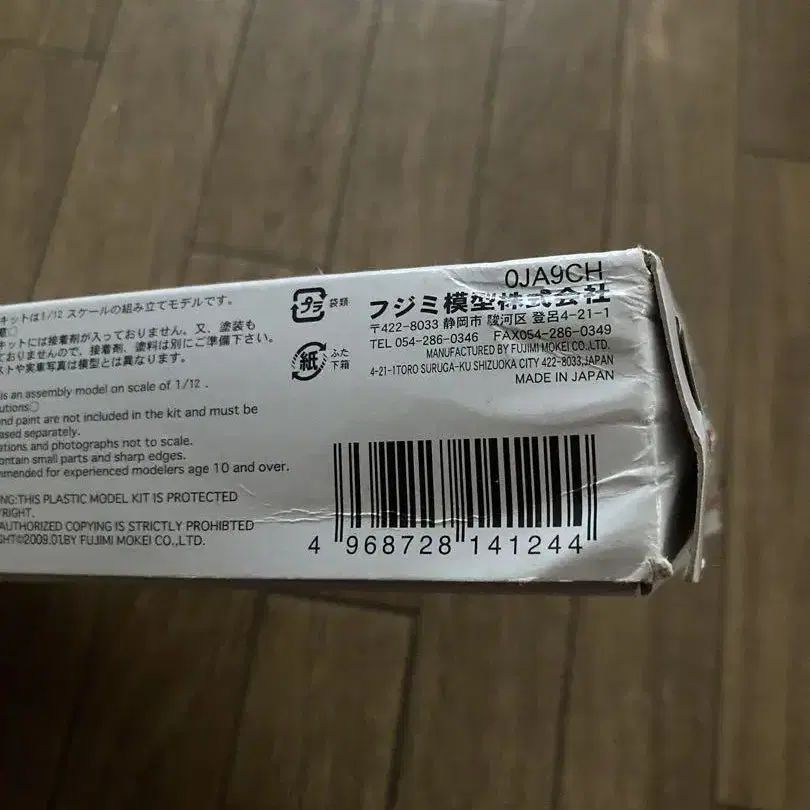 キットは1/12 スケールの組み立てモデルです。
キットには接着剤が入っておりません。又、塗装も
ておりませんので、接着剤、塗料は別にご準備下さい。
ストや実車写真は模型とは異なります。
is an assembly model on scale of 1/12 .
utions:〇
nd paint are not included in the kit and must be
ased separately.
ations and photographs not to scale.
ontain small parts and sharp edges.
mmended for experienced modelers age 10 and over.
NG:THIS PLASTIC MODEL KIT IS PROTECTED
YRIGHT.
AUTHORIZED COPYING IS STRICTLY PROHIBTED
GHT©2009.01.BY FUJIMI MOKEI CO.,LTD.
プラ 袋類
紙 ふた
下箱
0JA9CH
フジミ模型株式会社
〒422-8033 静岡市 駿河区 登呂4-21-1
TEL 054-286-0346 FAX054-286-0349
MANUFACTURED BY FUJIMI MOKEI CO.,LTD.
4-21-1TORO SURUGA-KU SHIZUOKA CITY 422-8033,JAPAN
MADE IN JAPAN
4 968728 141244